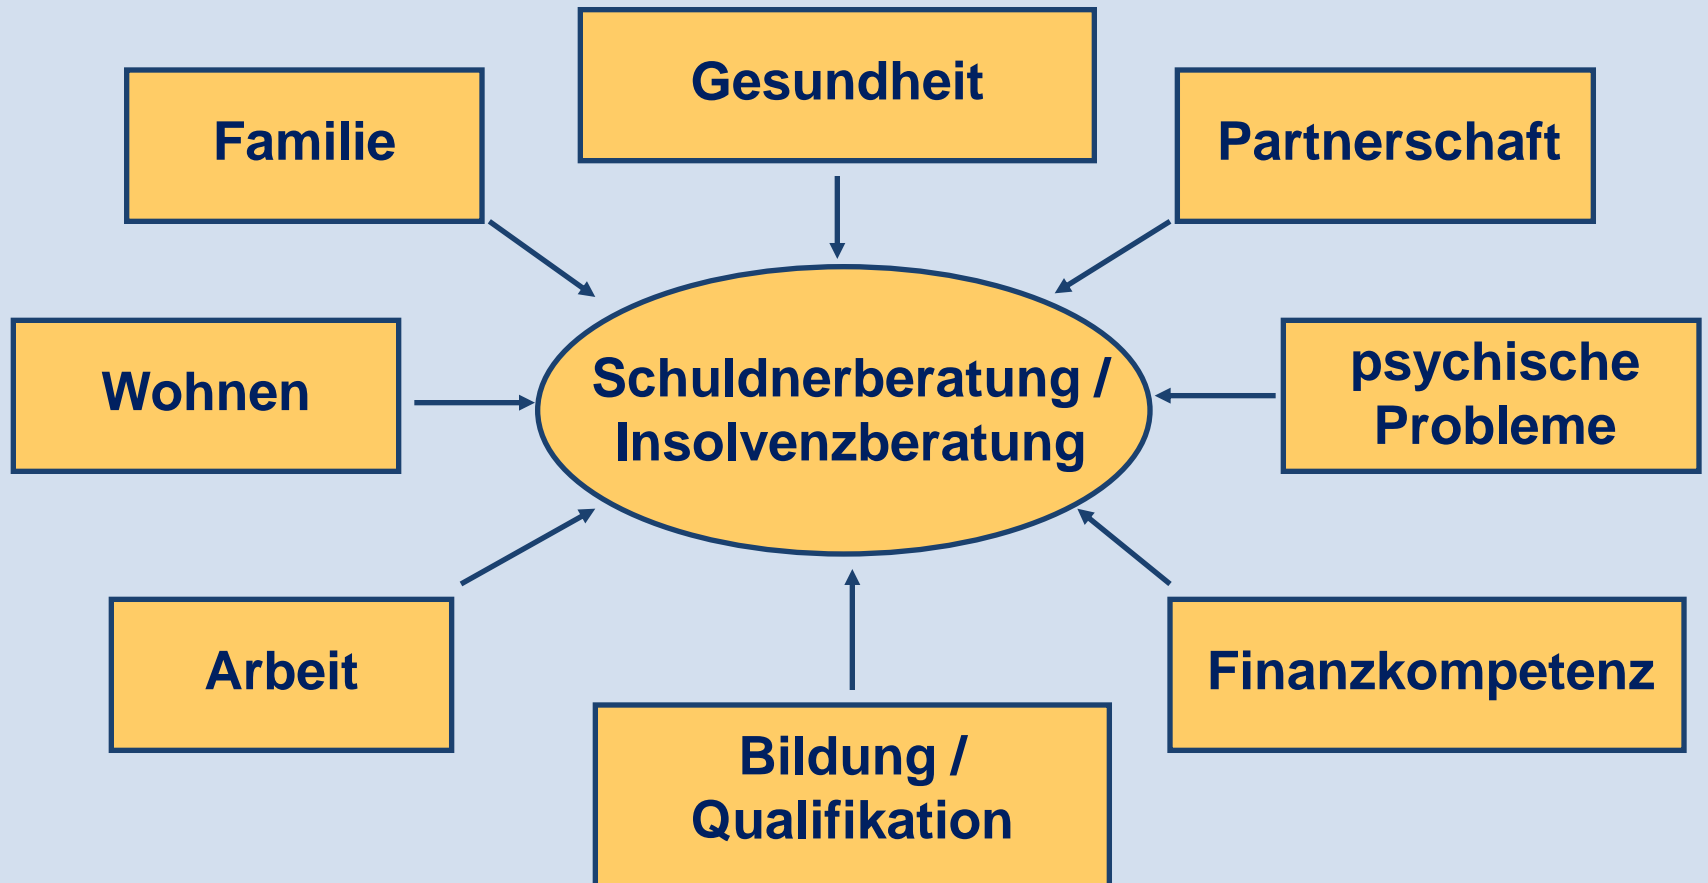 Gesundheit
Familie
Partnerschaft
Wohnen
Schuldnerberatung /
Insolvenzberatung
psychische
Probleme
Arbeit
Finanzkompetenz
Bildung /
Qualifikation